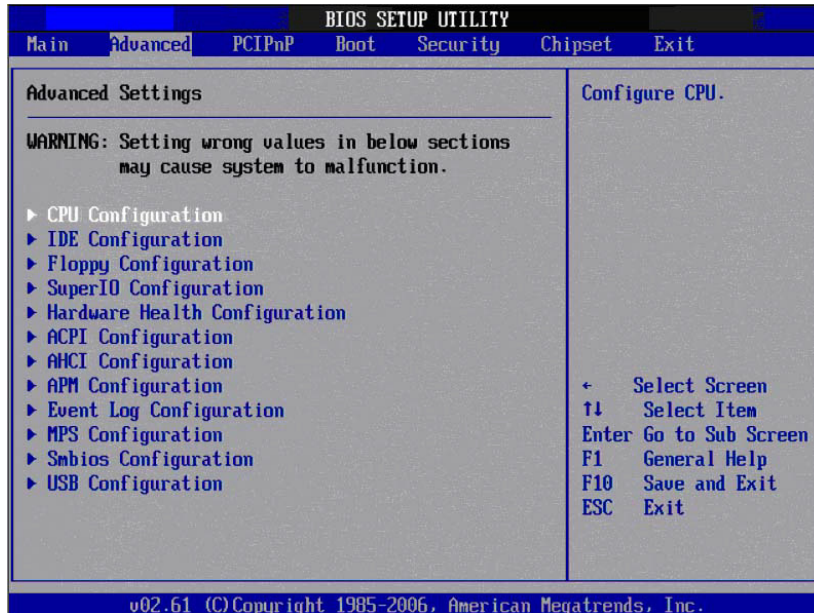 BIOS SETUP UTILITY
Main Advanced PCIPnP Boot Security Chipset Exit
Advanced Settings
WARNING: Setting wrong values in below sections
may cause system to malfunction.
▶ CPU Configuration
▶ IDE Configuration
▶ Floppy Configuration
▶ SuperIO Configuration
▶ Hardware Health Configuration
▶ ACPI Configuration
▶ AHCI Configuration
▶ APM Configuration
▶ Event Log Configuration
▶ MPS Configuration
▶ Smbios Configuration
▶ USB Configuration
Configure CPU.
← Select Screen
↑↓ Select Item
Enter Go to Sub Screen
F1 General Help
F10 Save and Exit
ESC Exit
v02.61 (C)Copyright 1985-2006, American Megatrends, Inc.